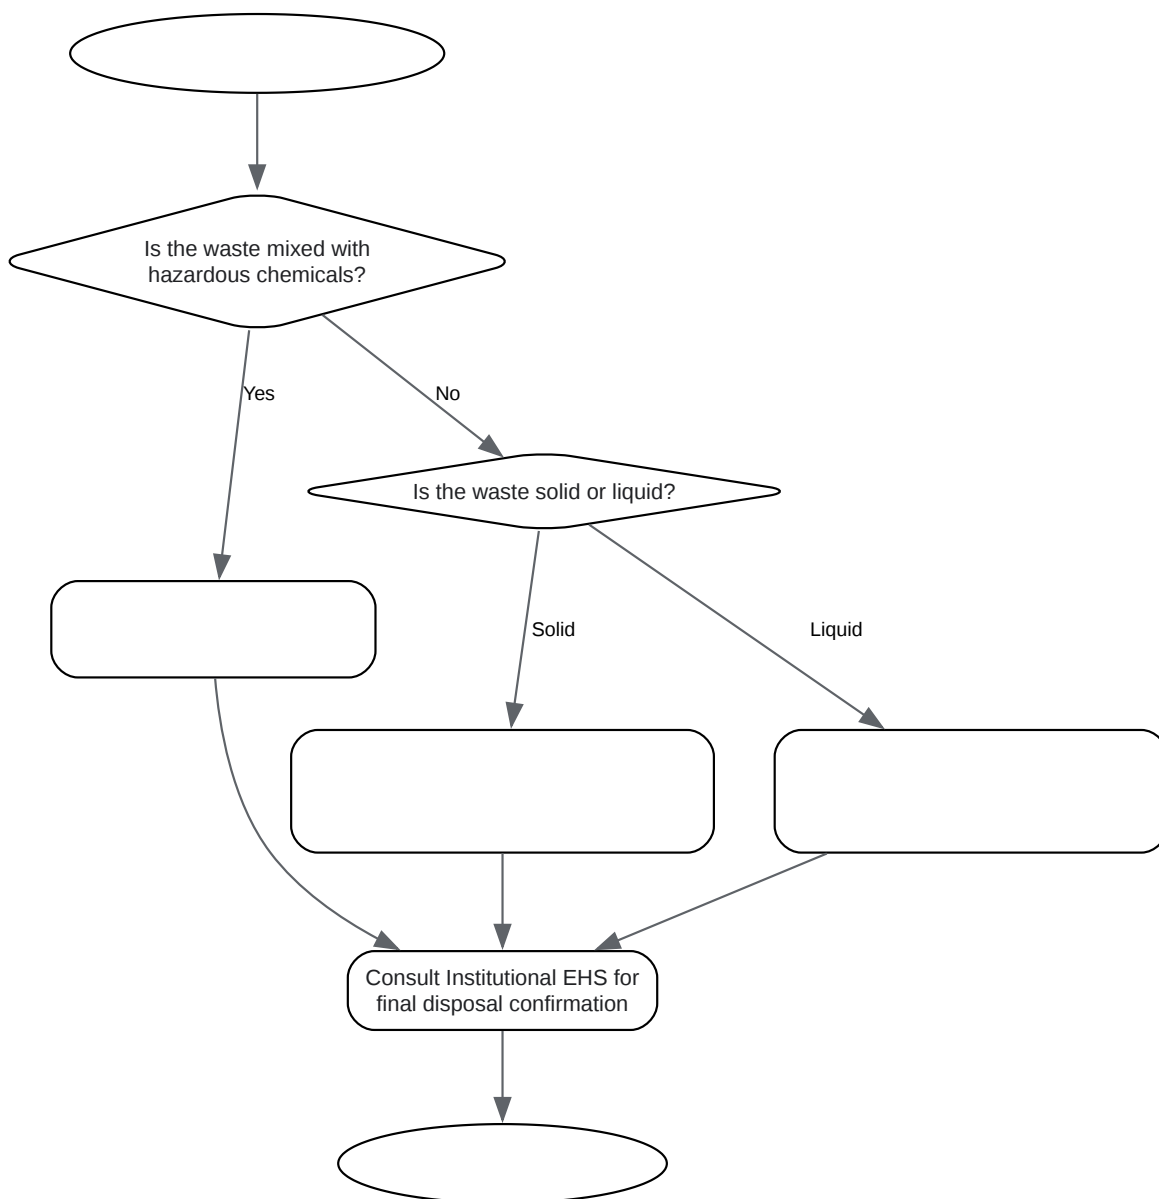 Is the waste mixed with
hazardous chemicals?
Yes
No
Is the waste solid or liquid?
Solid
Liquid
Consult Institutional EHS for
final disposal confirmation